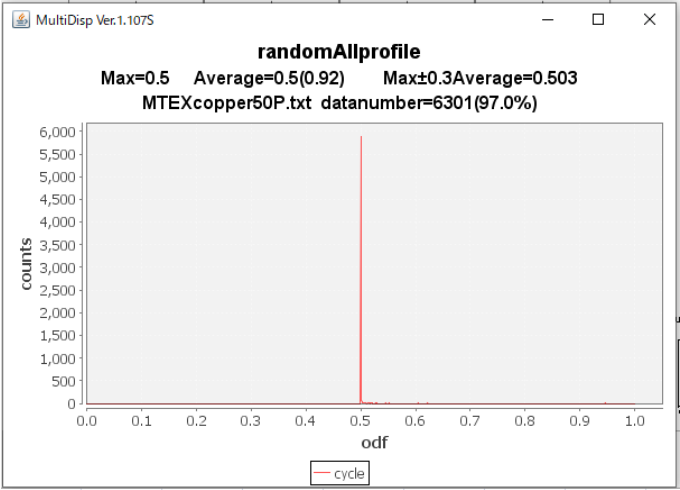 MultiDisp Ver.1.107S
randomAllprofile
Max=0.5 Average=0.5(0.92) Max±0.3Average=0.503
MTEXcopper50P.txt datanumber=6301(97.0%)
6,000
5,500
5,000
4,500
4,000
3,500
3,000
2,500
2,000
1,500
1,000
500
0
counts
0.0 0.1 0.2 0.3 0.4 0.5 0.6 0.7 0.8 0.9 1.0
odf
cycle